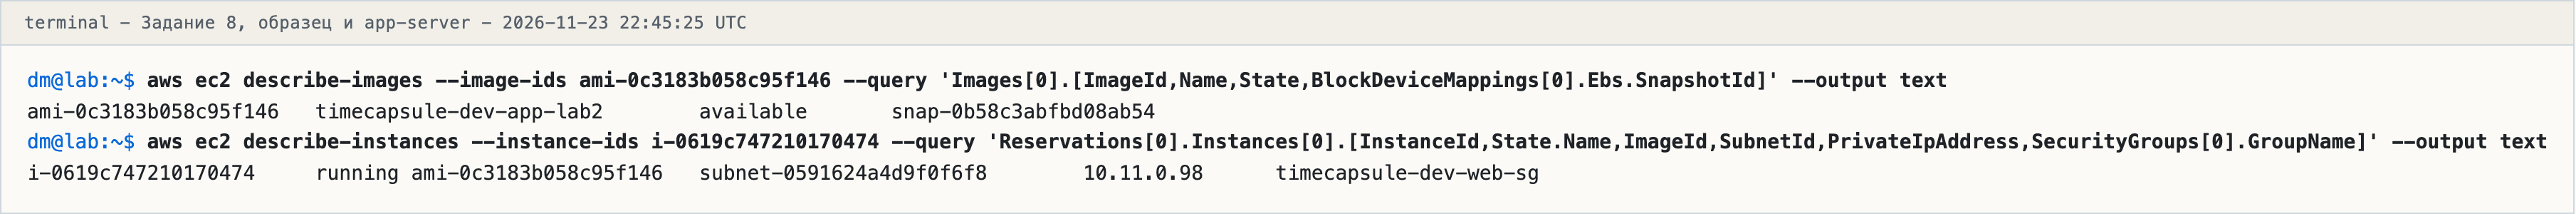 terminal — Задание 8, образец и app-server — 2026-11-23 22:45:25 UTC
dm@lab:~$ aws ec2 describe-images --image-ids ami-0c3183b058c95f146 --query 'Images[0].[ImageId,Name,State,BlockDeviceMappings[0].Ebs.SnapshotId]' --output text
ami-0c3183b058c95f146 timecapsule-dev-app-lab2 available snap-0b58c3abfbd08ab54
dm@lab:~$ aws ec2 describe-instances --instance-ids i-0619c747210170474 --query 'Reservations[0].Instances[0].[InstanceId,State.Name,ImageId,SubnetId,PrivateIpAddress,SecurityGroups[0].GroupName]' --output text
i-0619c747210170474 running ami-0c3183b058c95f146 subnet-0591624a4d9f0f6f8 10.11.0.98 timecapsule-dev-web-sg